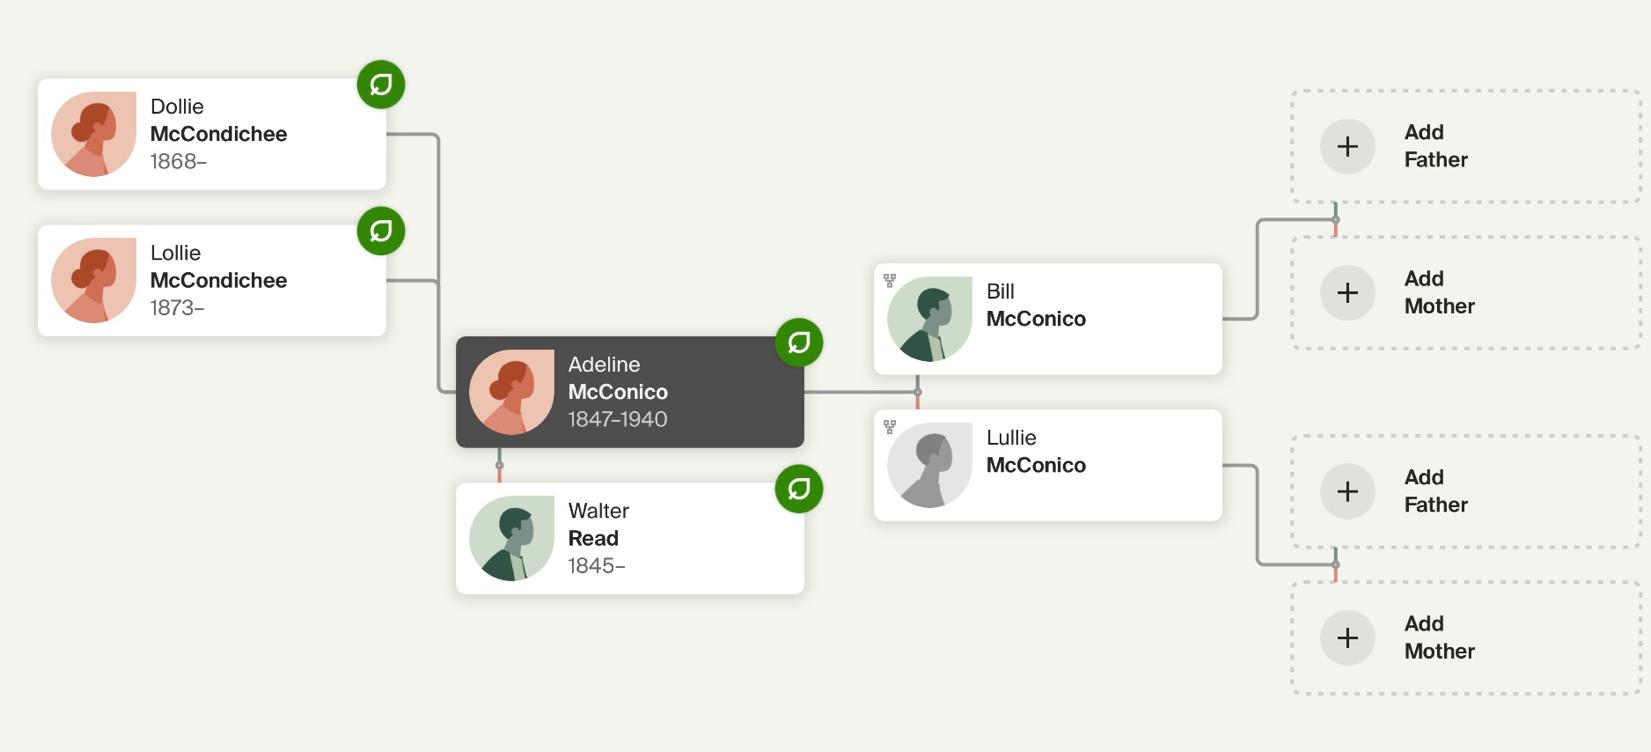 Dollie
McCondichee
1868–
Lollie
McCondichee
1873–
Adeline
McConico
1847–1940
Walter
Read
1845–
Bill
McConico
Lullie
McConico
Add
Father
Add
Mother
Add
Father
Add
Mother